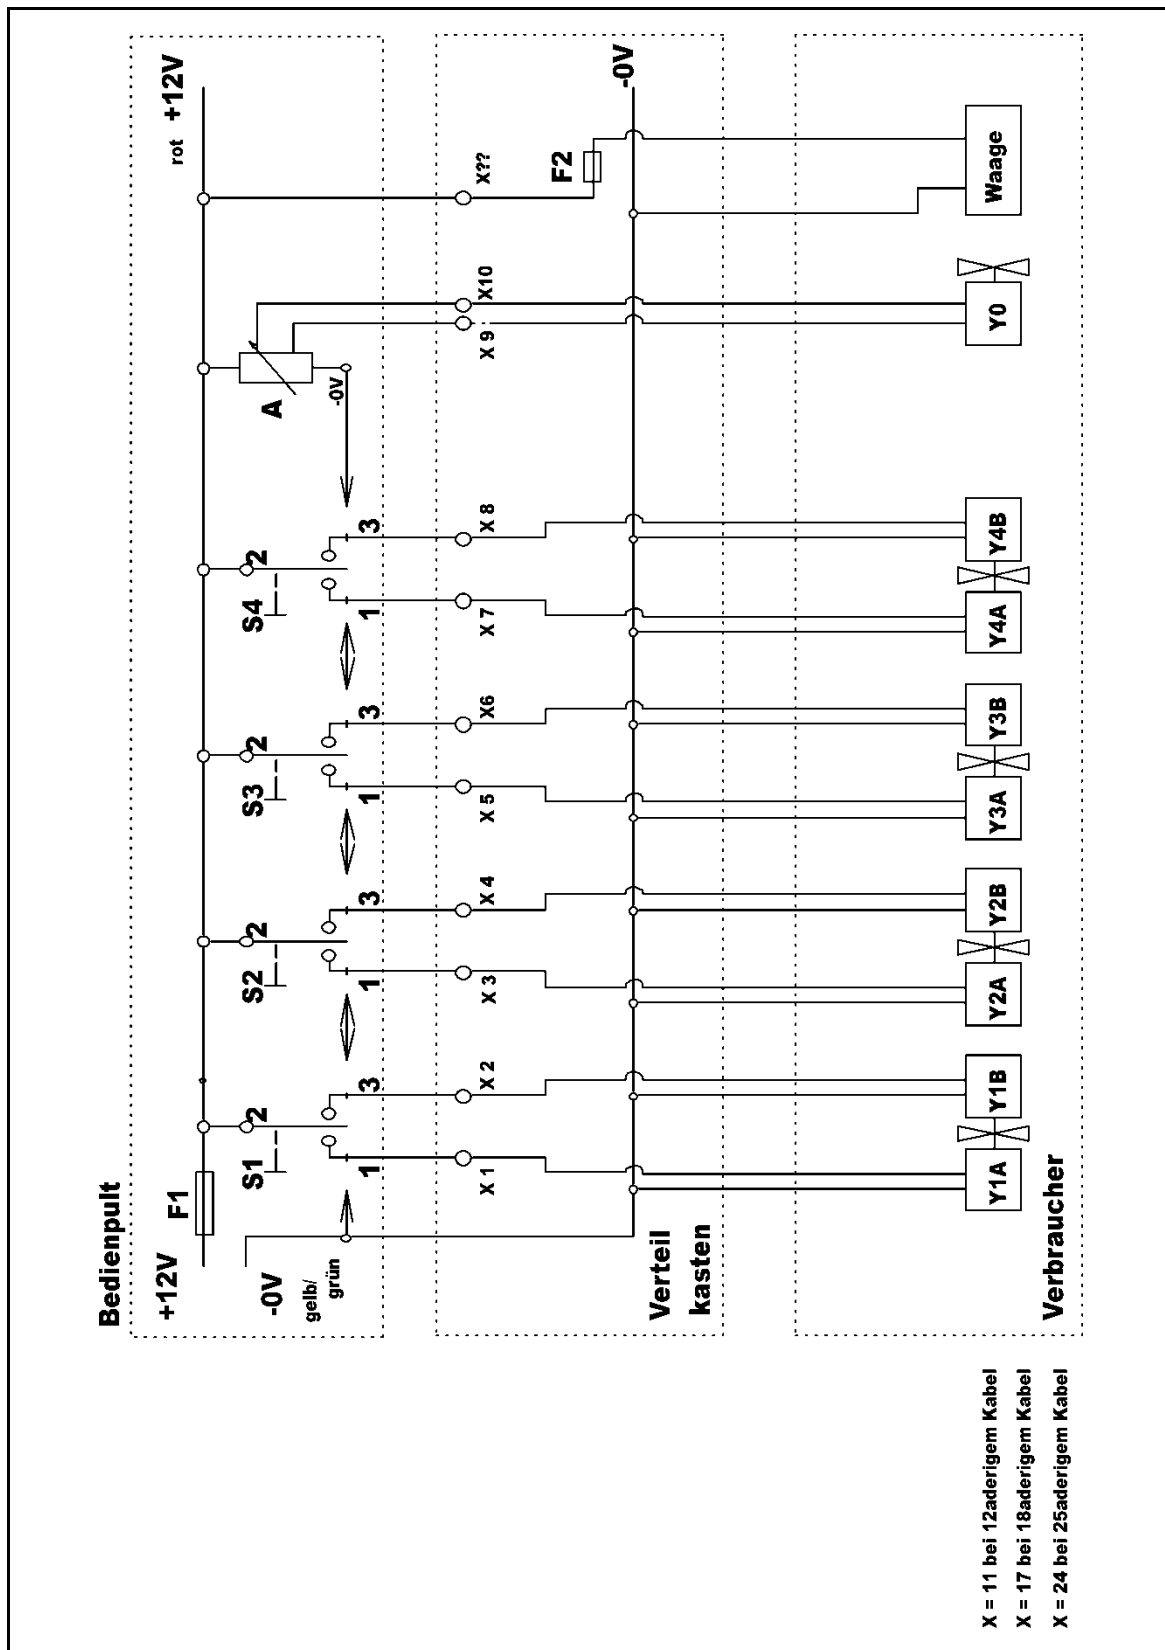 Bedienpult
+12V
F1
rot
+12V
-0V
gelb/
grün
S1
2
1
3
S2
2
1
3
S3
2
1
3
S4
2
1
3
A
-0V
Verteil
kasten
X 1
X 2
X 3
X 4
X 5
X6
X 7
X 8
X 9
X10
X??
F2
-0V
Verbraucher
Y1A
Y1B
Y2A
Y2B
Y3A
Y3B
Y4A
Y4B
Y0
Waage
X = 11 bei 12aderigem Kabel
X = 17 bei 18aderigem Kabel
X = 24 bei 25aderigem Kabel